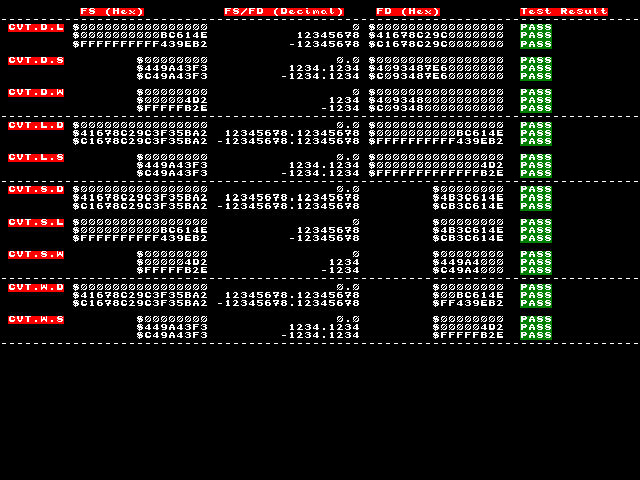 FS (Hex) FS/FD (Decimal) FD (Hex) Test Result
CVT.D.L $0000000000000000 0 $0000000000000000 PASS
$0000000000BC614E 12345678 $41678C29C0000000 PASS
$FFFFFFFFFF439EB2 -12345678 $C1678C29C0000000 PASS
CVT.D.S $00000000 0.0 $0000000000000000 PASS
$449A43F3 1234.1234 $4093487E60000000 PASS
$C49A43F3 -1234.1234 $C093487E60000000 PASS
CVT.D.W $00000000 0 $0000000000000000 PASS
$000004D2 1234 $4093480000000000 PASS
$FFFFFB2E -1234 $C093480000000000 PASS
CVT.L.D $0000000000000000 0.0 $0000000000000000 PASS
$41678C29C3F35BA2 12345678.12345678 $0000000000BC614E PASS
$C1678C29C3F35BA2 -12345678.12345678 $FFFFFFFFFF439EB2 PASS
CVT.L.S $00000000 0.0 $0000000000000000 PASS
$449A43F3 1234.1234 $00000000000004D2 PASS
$C49A43F3 -1234.1234 $FFFFFFFFFFFFFB2E PASS
CVT.S.D $0000000000000000 0.0 $00000000 PASS
$41678C29C3F35BA2 12345678.12345678 $4B3C614E PASS
$C1678C29C3F35BA2 -12345678.12345678 $CB3C614E PASS
CVT.S.L $0000000000000000 0 $00000000 PASS
$0000000000BC614E 12345678 $4B3C614E PASS
$FFFFFFFFFF439EB2 -12345678 $CB3C614E PASS
CVT.S.W $00000000 0 $00000000 PASS
$000004D2 1234 $449A4000 PASS
$FFFFFB2E -1234 $C49A4000 PASS
CVT.W.D $0000000000000000 0.0 $00000000 PASS
$41678C29C3F35BA2 12345678.12345678 $00BC614E PASS
$C1678C29C3F35BA2 -12345678.12345678 $FF439EB2 PASS
CVT.W.S $00000000 0.0 $00000000 PASS
$449A43F3 1234.1234 $000004D2 PASS
$C49A43F3 -1234.1234 $FFFFFB2E PASS